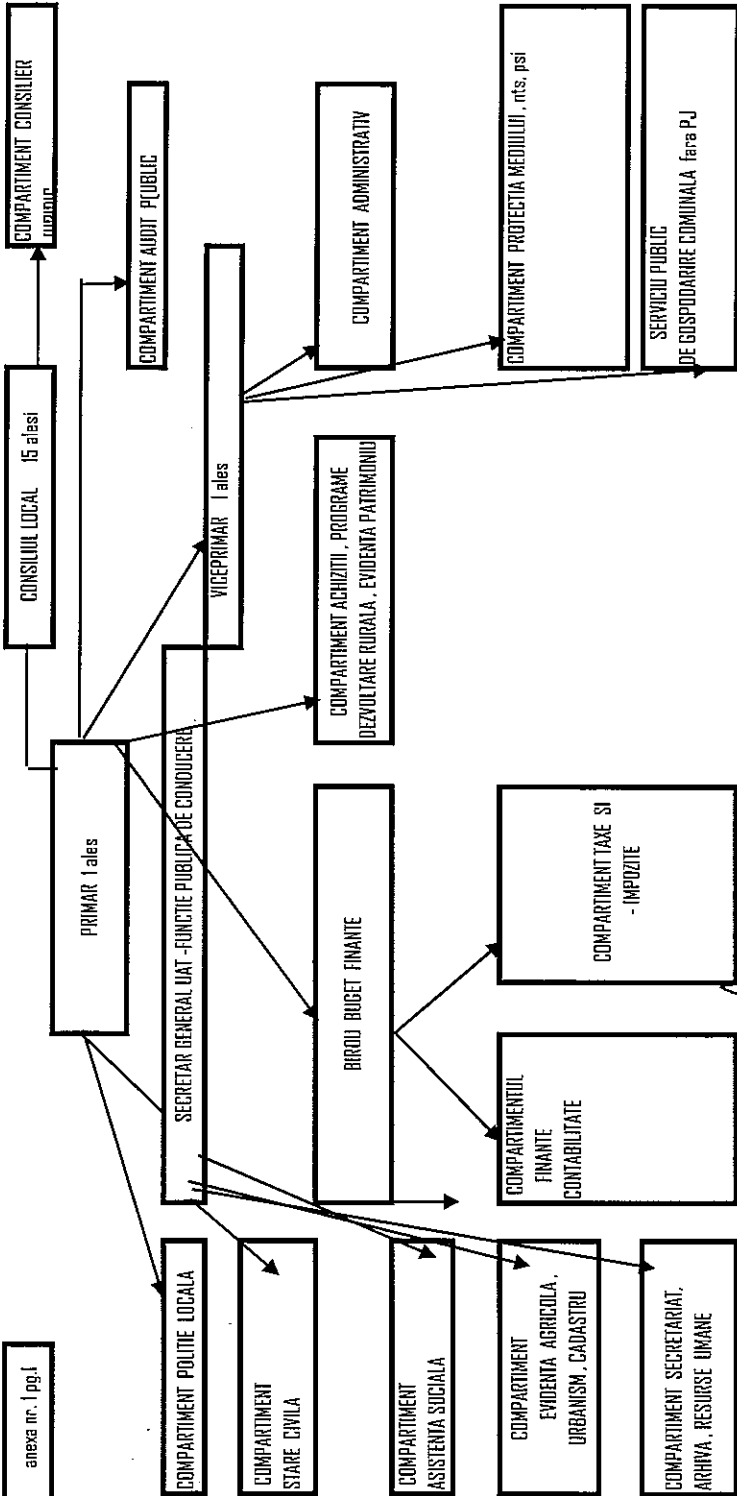 anexa nr. 1 pg.1
CONSILIUL LOCAL 15 alesi
COMPARTIMENT CONSILIER
JURIDIC
PRIMAR 1 ales
COMPARTIMENT AUDIT P[UBLIC
COMPARTIMENT POLITIE LOCALA
SECRETAR GENERAL UAT -FUNCTIE PUBLICA DE CONDUCERE
VICEPRIMAR 1 ales
COMPARTIMENT
STARE CIVILA
COMPARTIMENT
ASISTENTA SOCIALA
BIROU BUGET FINANTE
COMPARTIMENT ACHIZITII , PROGRAME
DEZVOLTARE RURALA , EVIDENTA PATRIMONIU
COMPARTIMENT ADMINISTRATIV
COMPARTIMENT
EVIDENTA AGRICOLA ,
URBANISM , CADASTRU
COMPARTIMENTUL
FINANTE
CONTABILITATE
COMPARTIMENT TAXE SI
- IMPOZITE
COMPARTIMENT PROTECTIA MEDIULUI , nts, psi
COMPARTIMENT SECRETARIAT,
ARHIVA , RESURSE UMANE
SERVICIU PUBLIC
DE GOSPODARIRE COMUNALA fara PJ